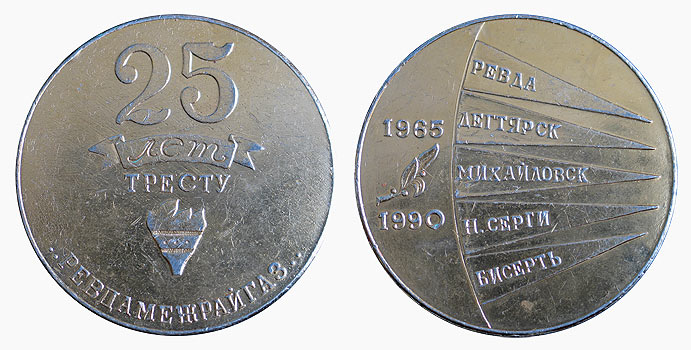 25
ЛЕТ
ТРЕСТУ
„РЕВДАМЕЖРАЙГАЗ„
1965
1990
РЕВДА
ДЕГТЯРСК
МИХАЙЛОВСК
Н.СЕРГИ
БИСЕРТЬ